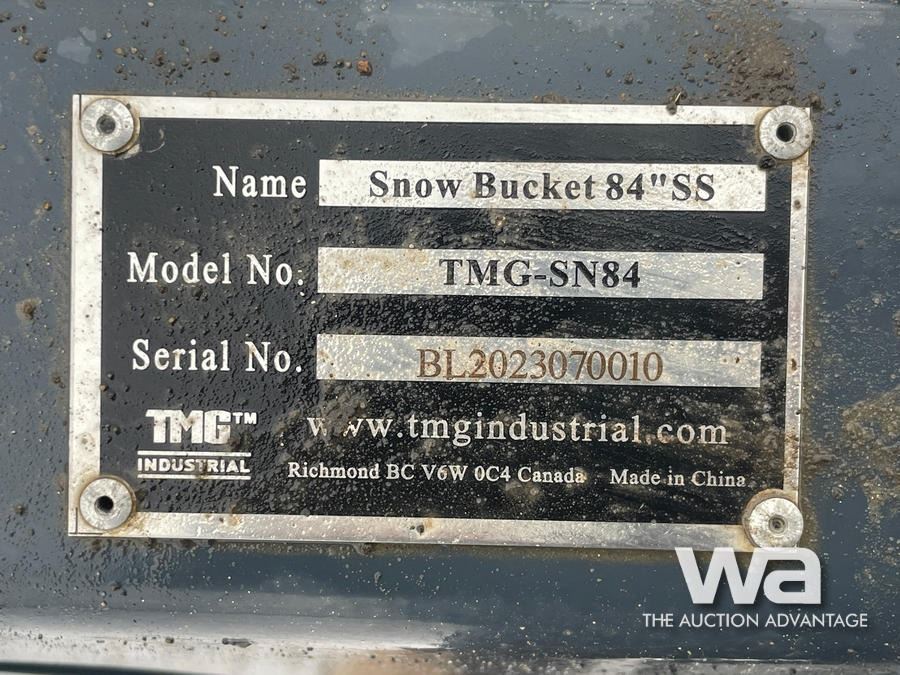 Name Snow Bucket 84"SS
Model No. TMG-SN84
Serial No. BL2023070010
TMG™
INDUSTRIAL
www.tmgindustrial.com
Richmond BC V6W 0C4 Canada Made in China
wa
THE AUCTION ADVANTAGE